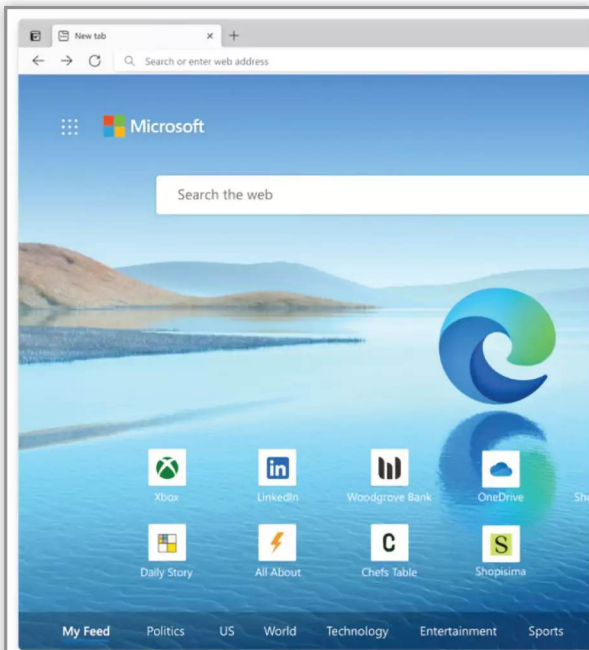 New tab
Search or enter web address
Microsoft
Search the web
Xbox LinkedIn Woodgrove Bank OneDrive
Daily Story All About Chefs Table Shopisima
My Feed Politics US World Technology Entertainment Sports